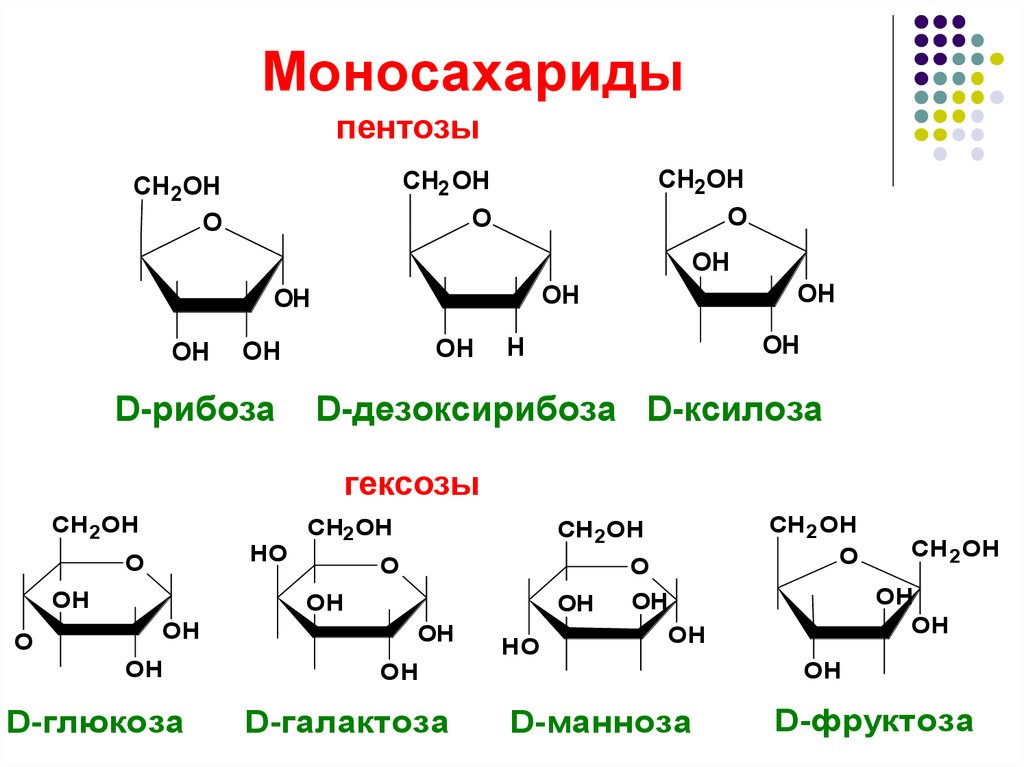 Моносахариды
пентозы
CH2OH CH2OH CH2OH
O O O
OH
OH OH OH
OH OH OH H OH
D-рибоза D-дезоксирибоза D-ксилоза
гексозы
CH2OH CH2OH CH2OH CH2OH
HO O O O O CH2OH
OH OH OH OH OH
O OH OH HO OH OH
OH OH OH
D-глюкоза D-галактоза D-манноза D-фруктоза